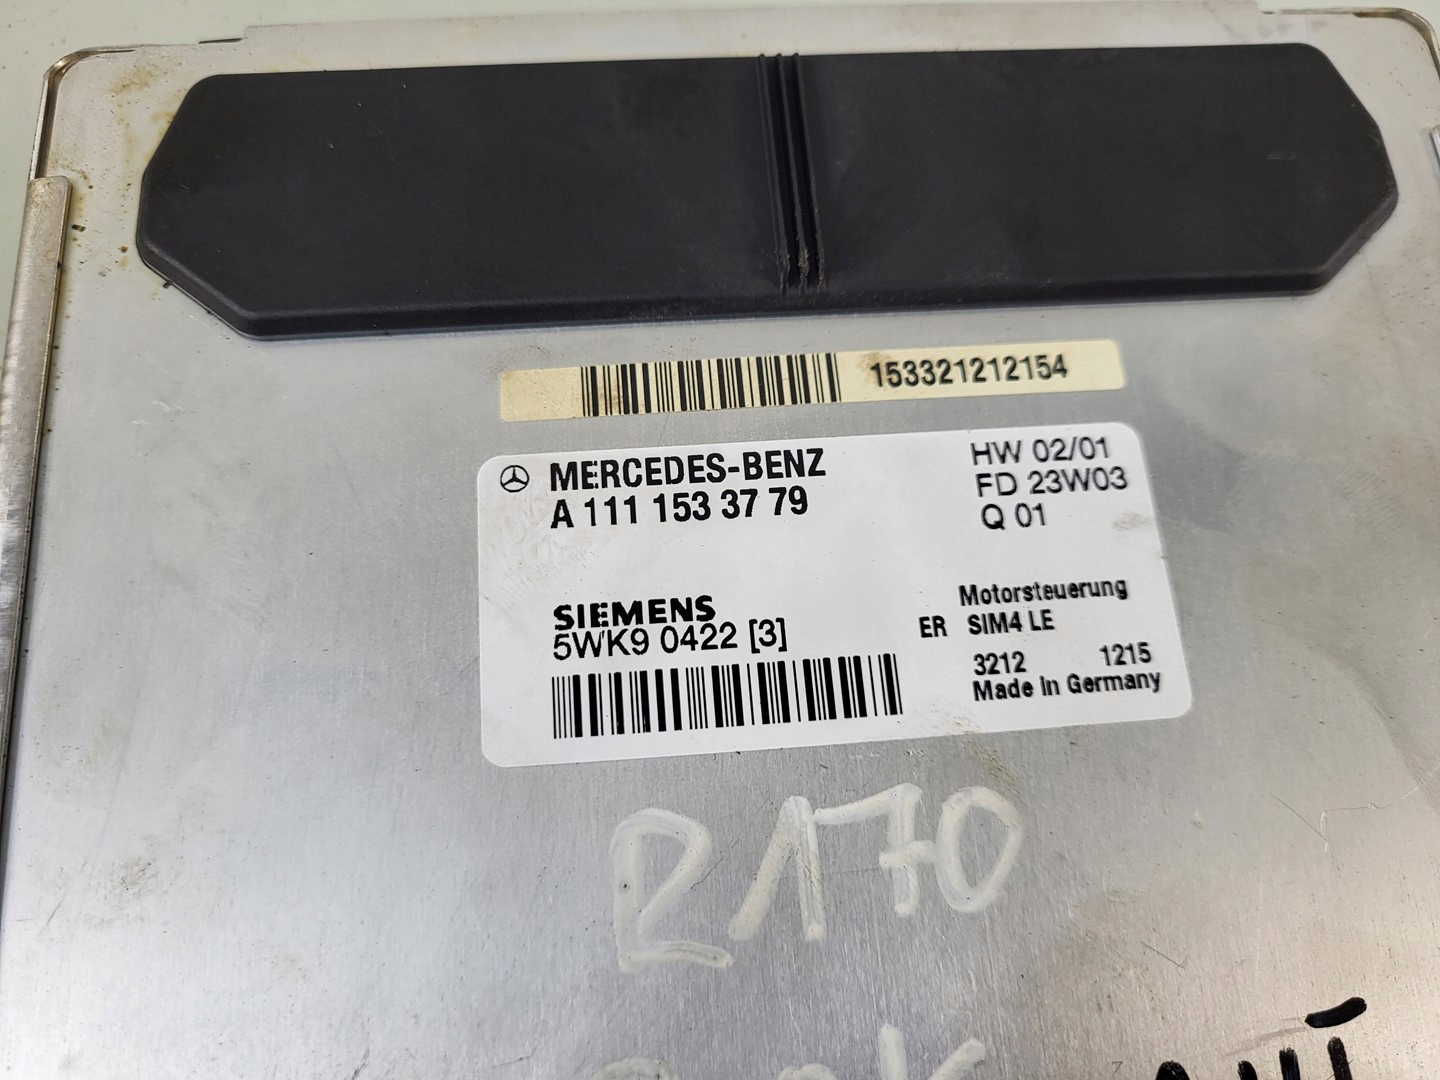 153321212154
MERCEDES-BENZ
A 111 153 37 79
HW 02/01
FD 23W03
Q 01
SIEMENS
5WK9 0422 [3]
Motorsteuerung
ER SIM4 LE
3212 1215
Made in Germany
R170